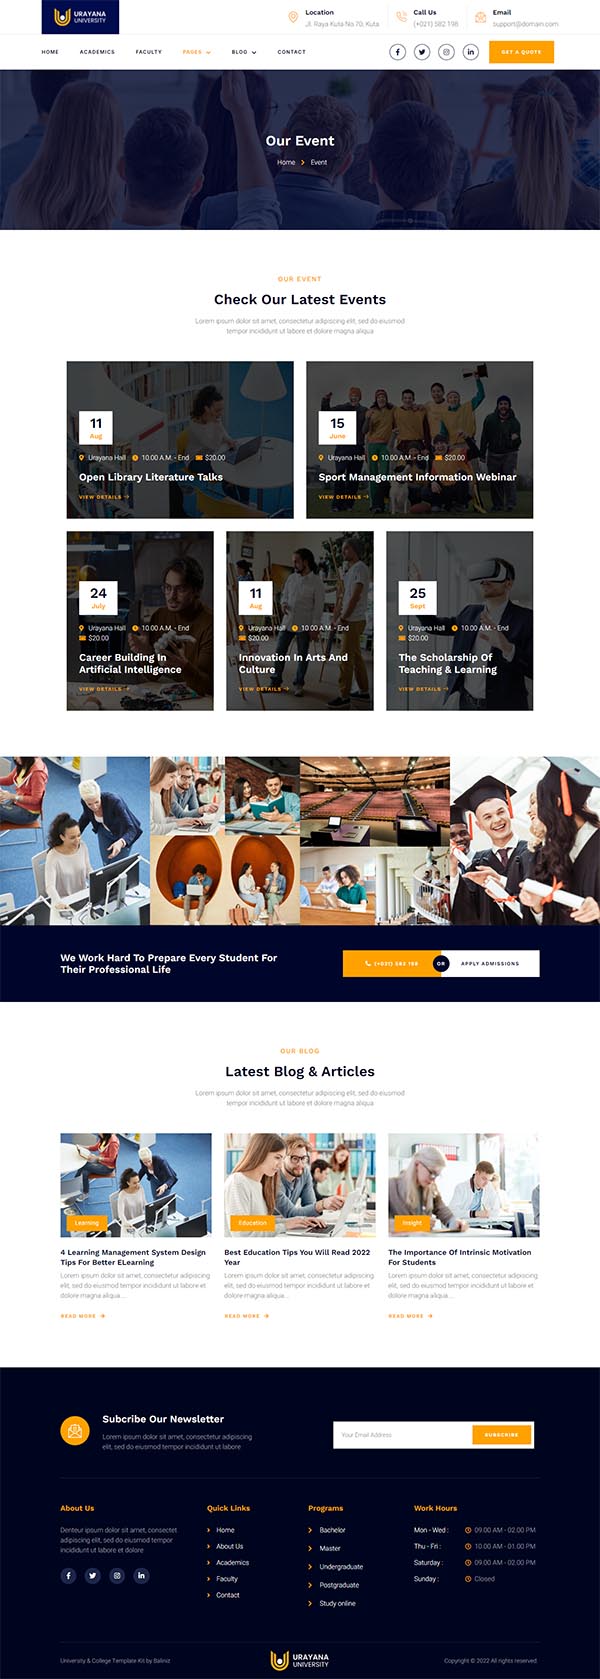 URAYANA
UNIVERSITY
Location
Jl. Raya Kuta No.70, Kuta
Call Us
(+021) 582 198
Email
support@domain.com
HOME
ACADEMICS
FACULTY
PAGES
BLOG
CONTACT
GET A QUOTE
Our Event
Home
Event
OUR EVENT
Check Our Latest Events
Lorem ipsum dolor sit amet, consectetur adipiscing elit, sed do eiusmod
tempor incididunt ut labore et dolore magna aliqua
11
Aug
Urayana Hall 10.00 A.M. - End $20.00
Open Library Literature Talks
VIEW DETAILS
15
June
Urayana Hall 10.00 A.M. - End $20.00
Sport Management Information Webinar
VIEW DETAILS
24
July
Urayana Hall 10.00 A.M. - End
$20.00
Career Building In
Artificial Intelligence
VIEW DETAILS
11
Aug
Urayana Hall 10.00 A.M. - End
$20.00
Innovation In Arts And
Culture
VIEW DETAILS
25
Sept
Urayana Hall 10.00 A.M. - End
$20.00
The Scholarship Of
Teaching & Learning
VIEW DETAILS
We Work Hard To Prepare Every Student For
Their Professional Life
(+021) 582 198
OR
APPLY ADMISSIONS
OUR BLOG
Latest Blog & Articles
Lorem ipsum dolor sit amet, consectetur adipiscing elit, sed do eiusmod
tempor incididunt ut labore et dolore magna aliqua
Learning
4 Learning Management System Design
Tips For Better ELearning
Lorem ipsum dolor sit amet, consectetur adipiscing
elit, sed do eiusmod tempor incididunt ut labore et
dolore magna aliqua....
READ MORE
Education
Best Education Tips You Will Read 2022
Year
Lorem ipsum dolor sit amet, consectetur adipiscing
elit, sed do eiusmod tempor incididunt ut labore et
dolore magna aliqua....
READ MORE
Insight
The Importance Of Intrinsic Motivation
For Students
Lorem ipsum dolor sit amet, consectetur adipiscing
elit, sed do eiusmod tempor incididunt ut labore et
dolore magna aliqua....
READ MORE
Subcribe Our Newsletter
Lorem ipsum dolor sit amet, consectetur adipiscing
elit, sed do eiusmod tempor incididunt ut labore
Your Email Address
SUBSCRIBE
About Us
Denteur ipsum dolor sit amet, consectet
adipiscing elit, sed do eiusmod tempor
incididunt ut labore et dolore
Quick Links
Home
About Us
Academics
Faculty
Contact
Programs
Bachelor
Master
Undergraduate
Postgraduate
Study online
Work Hours
Mon - Wed : 09.00 AM - 02.00 PM
Thu - Fri : 10.00 AM - 01.00 PM
Saturday : 09.00 AM - 02.00 PM
Sunday : Closed
University & College Template Kit by Baliniz
URAYANA
UNIVERSITY
Copyright © 2022 All rights reserved.